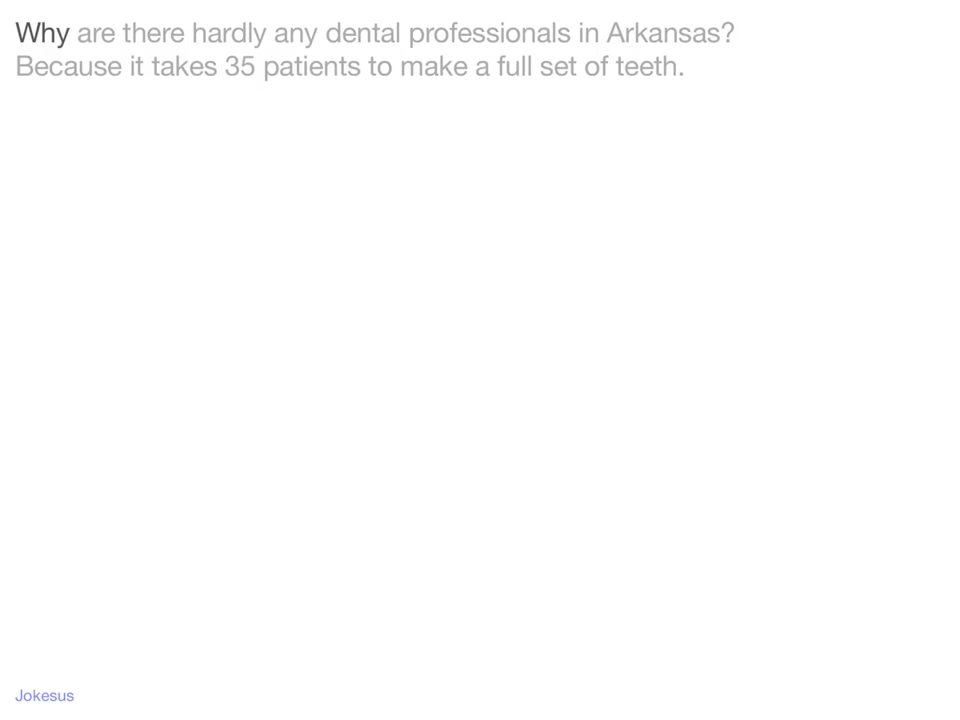 Why are there hardly any dental professionals in Arkansas?
Because it takes 35 patients to make a full set of teeth.
Jokesus